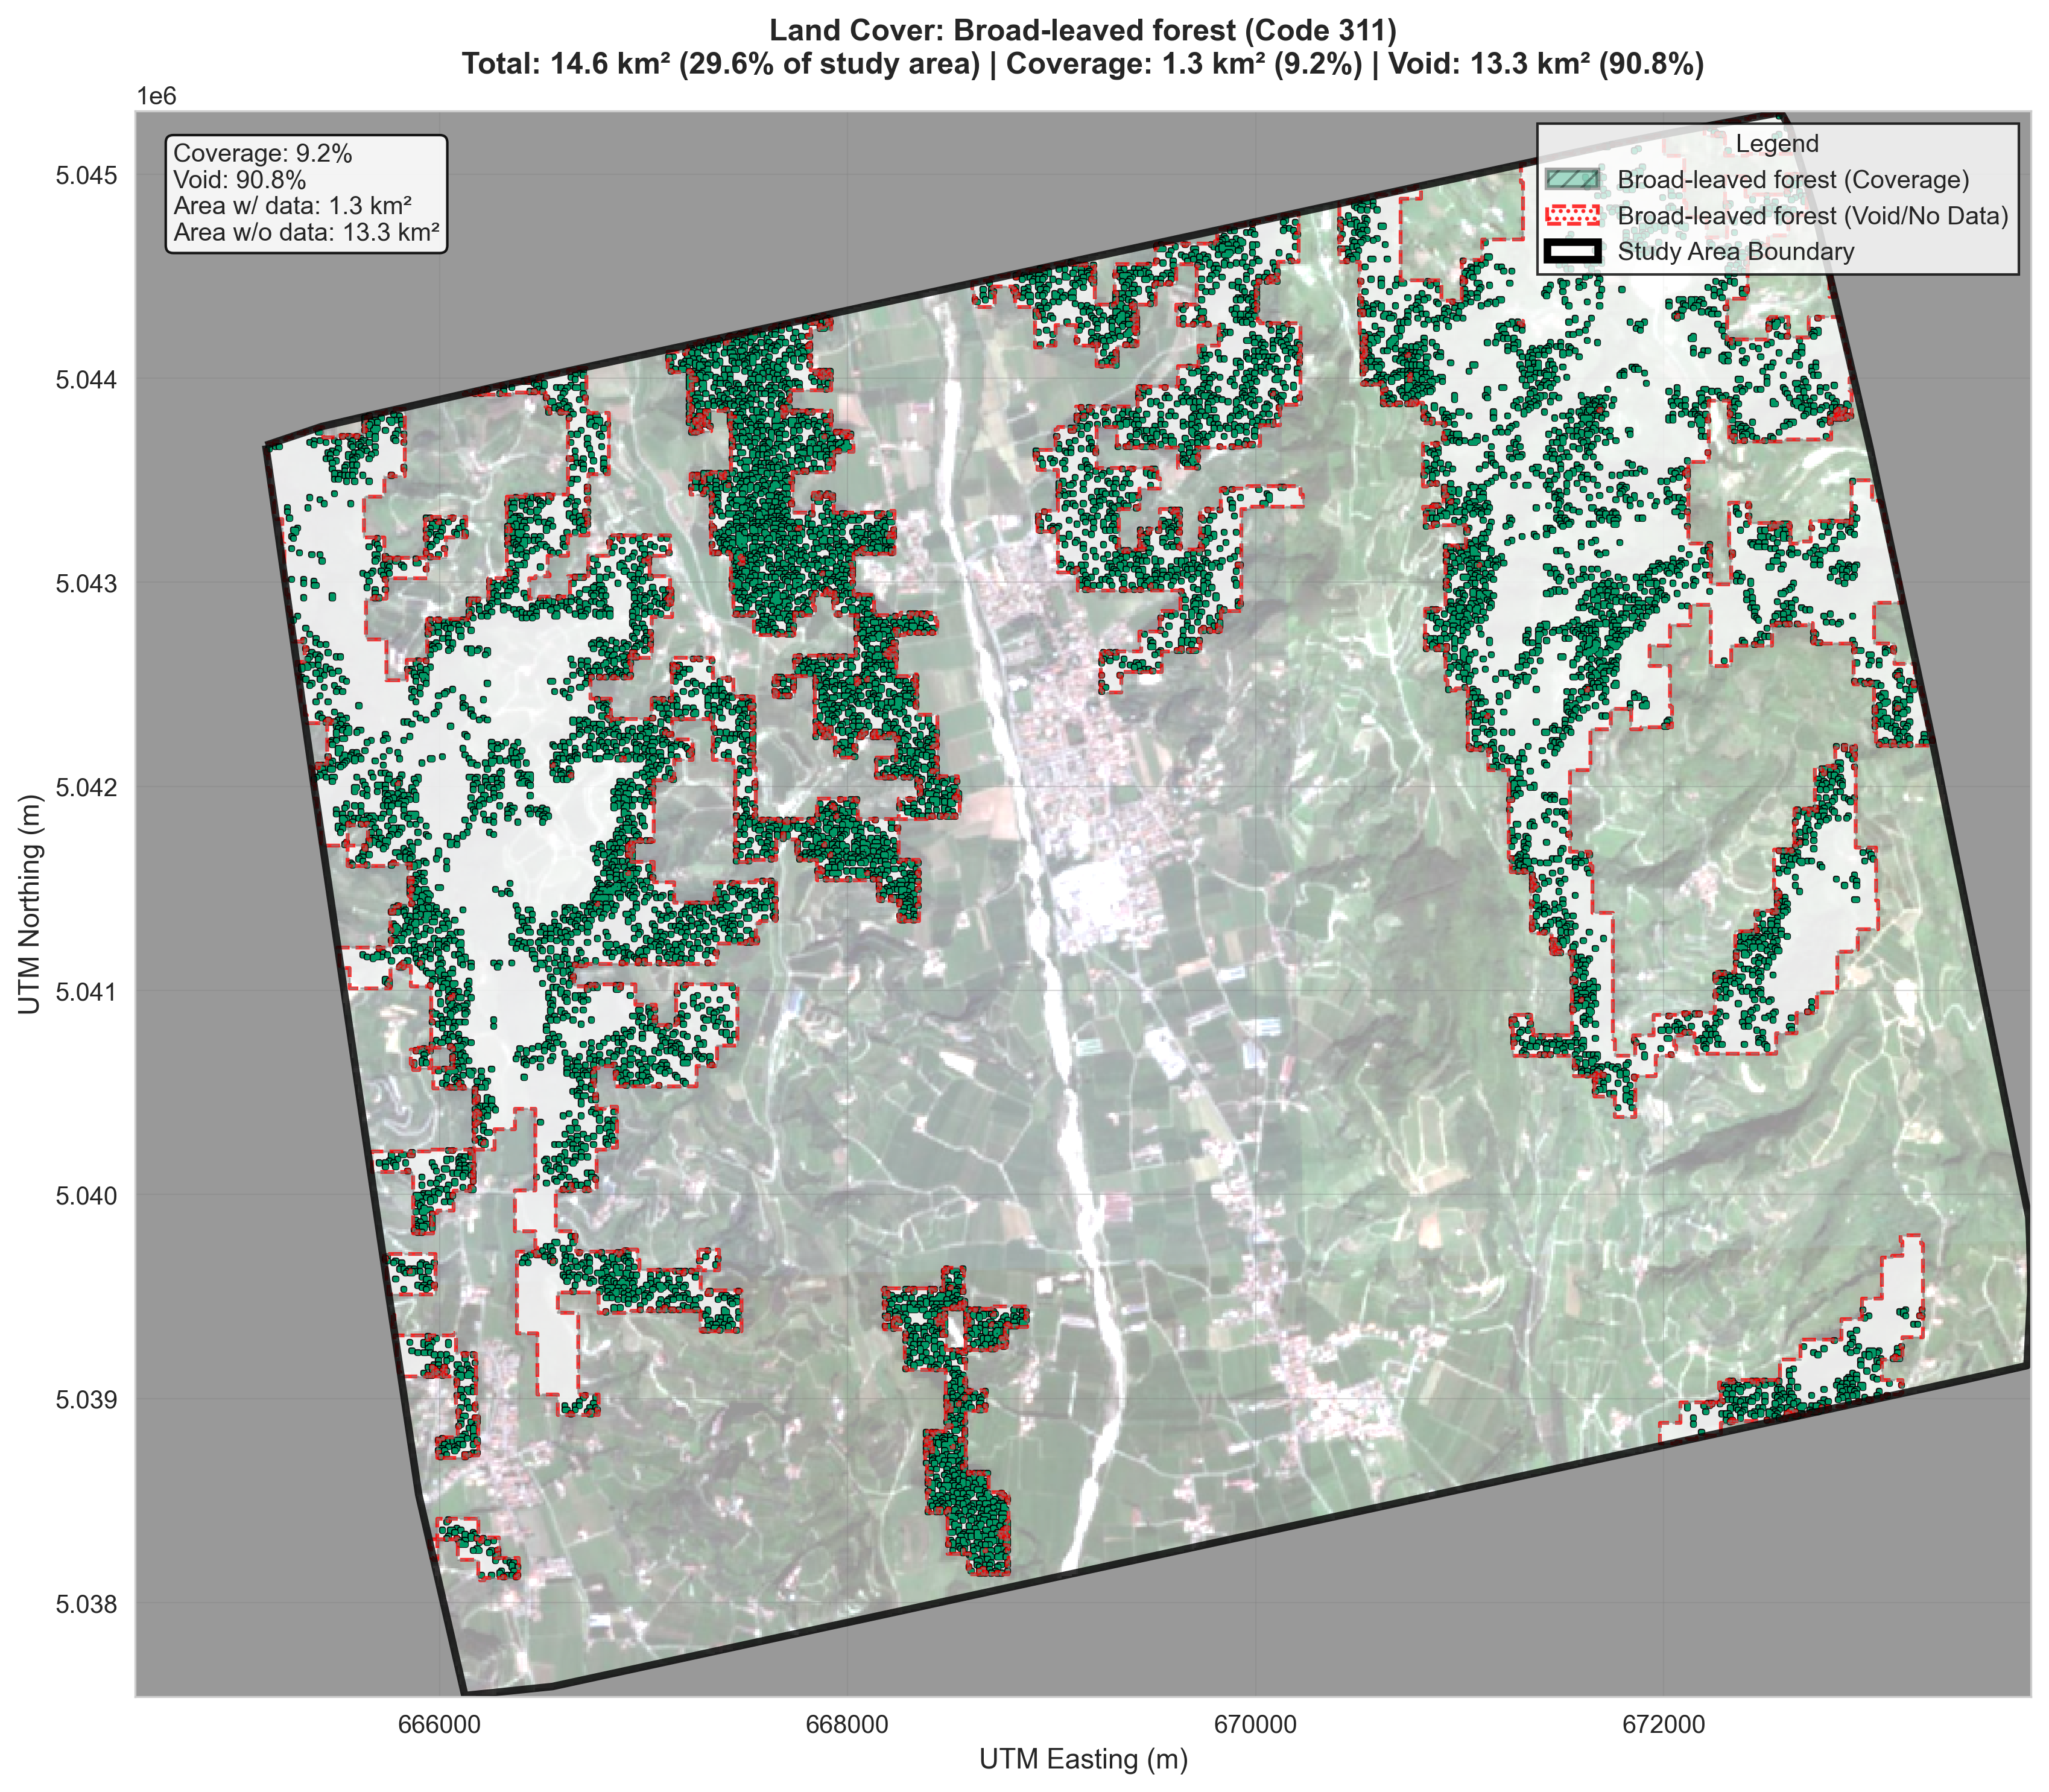 Land Cover: Broad-leaved forest (Code 311)
Total: 14.6 km² (29.6% of study area) | Coverage: 1.3 km² (9.2%) | Void: 13.3 km² (90.8%)
1e6
Coverage: 9.2%
Void: 90.8%
Area w/ data: 1.3 km²
Area w/o data: 13.3 km²
Legend
Broad-leaved forest (Coverage)
Broad-leaved forest (Void/No Data)
Study Area Boundary
5.045
5.044
5.043
5.042
5.041
5.040
5.039
5.038
UTM Northing (m)
666000
668000
670000
672000
UTM Easting (m)